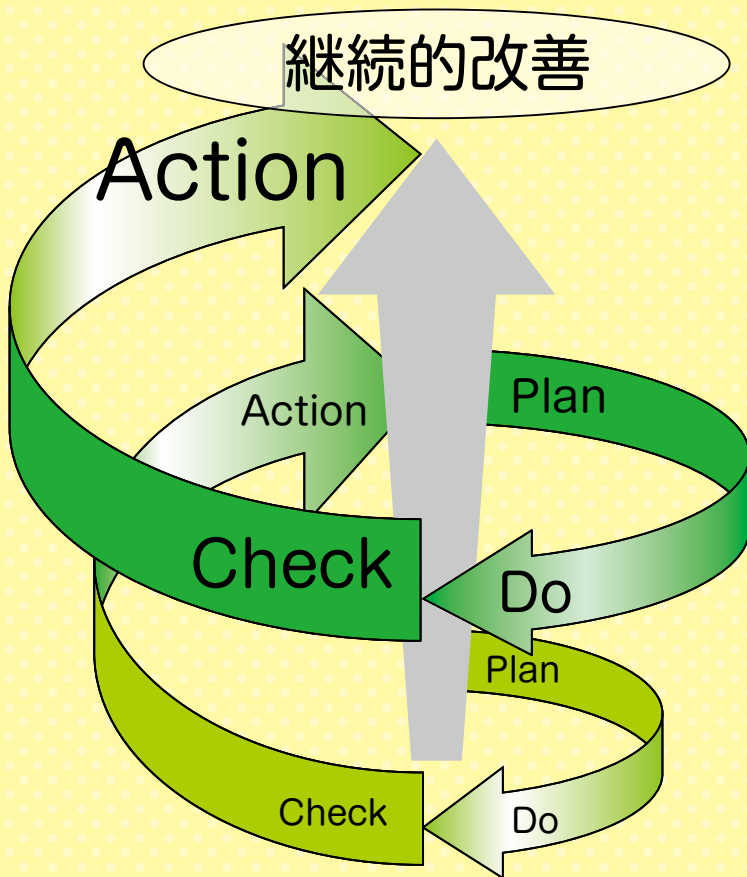 継続的改善
Action
Action
Plan
Check
Do
Plan
Check
Do